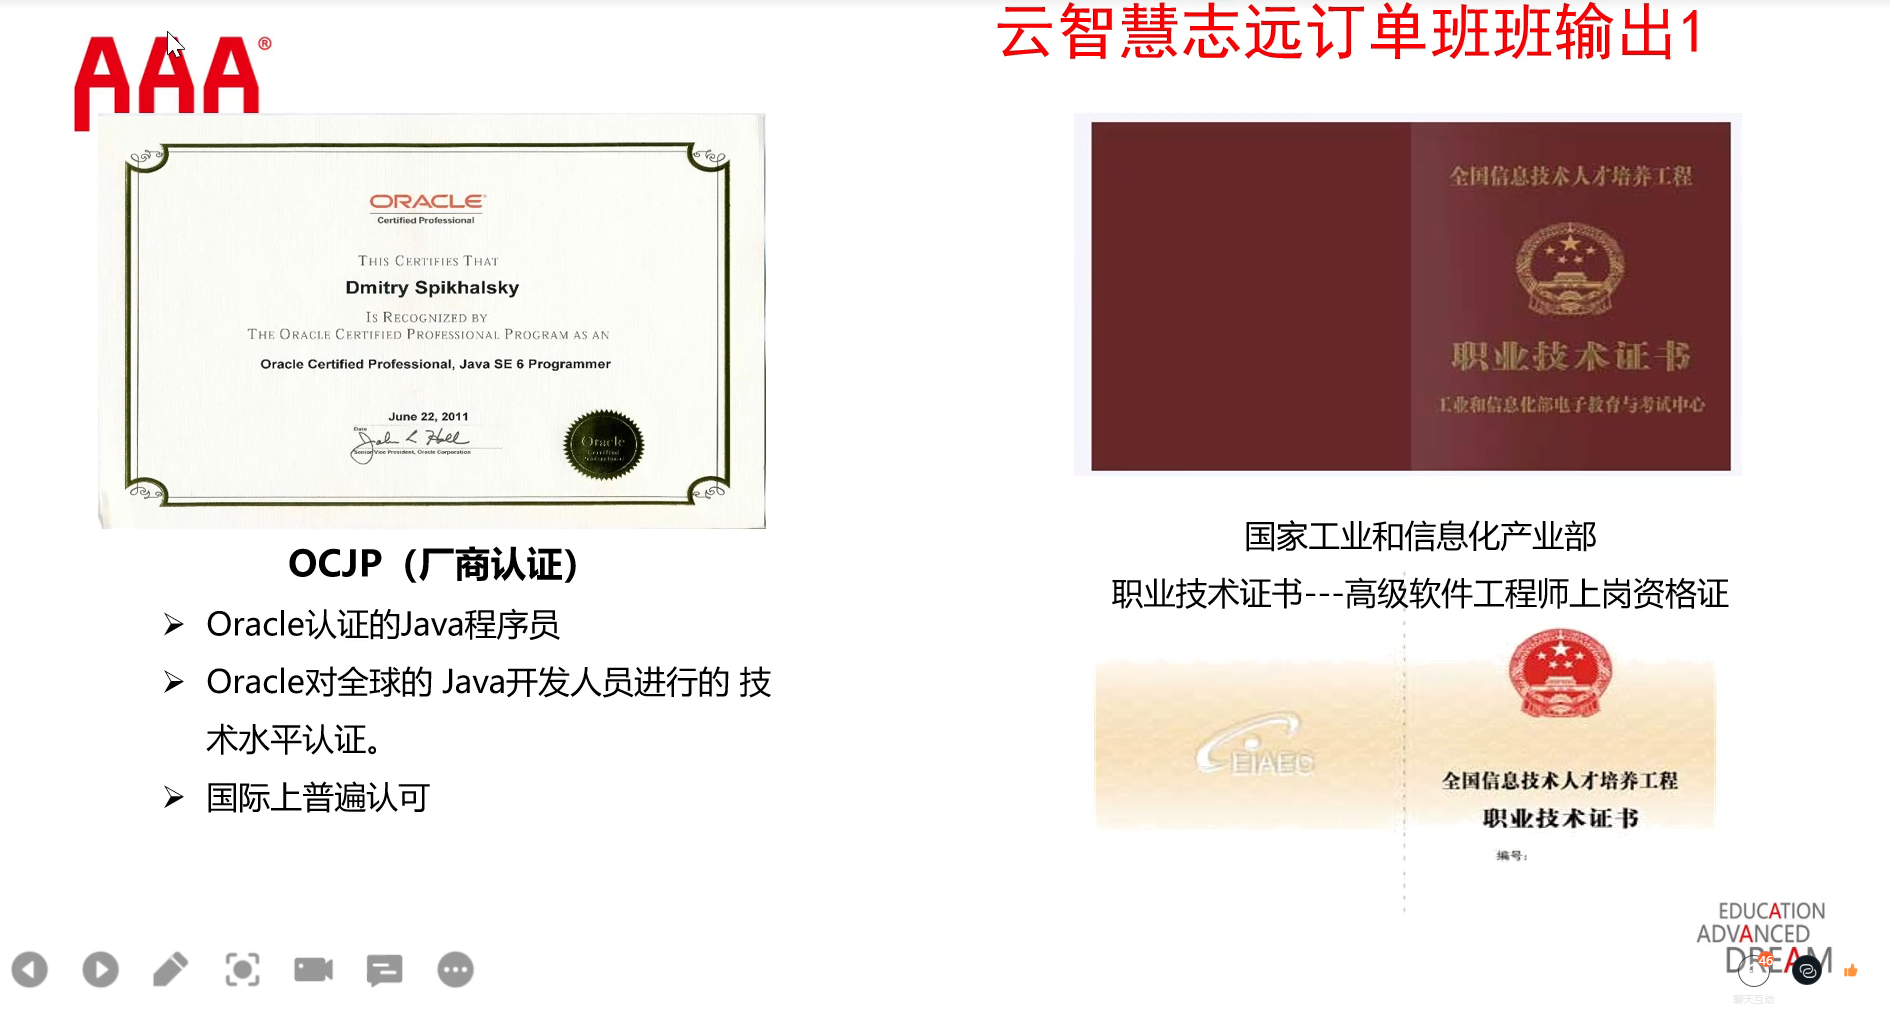 云智慧志远订单班班输出1
AAA®
ORACLE
Certified Professional
THIS CERTIFIES THAT
Dmitry Spikhalsky
IS RECOGNIZED BY
THE ORACLE CERTIFIED PROFESSIONAL PROGRAM AS AN
Oracle Certified Professional, Java SE 6 Programmer
June 22, 2011
Date
Senior Vice President, Oracle Corporation
Oracle
Certified
Professional
OCJP（厂商认证）
➢ Oracle认证的Java程序员
➢ Oracle对全球的 Java开发人员进行的 技
术水平认证。
➢ 国际上普遍认可
全国信息技术人才培养工程
职业技术证书
工业和信息化部电子教育与考试中心
国家工业和信息化产业部
职业技术证书---高级软件工程师上岗资格证
EIAEC
全国信息技术人才培养工程
职业技术证书
编号：
EDUCATION
ADVANCED
DREAM
46
聊天互动